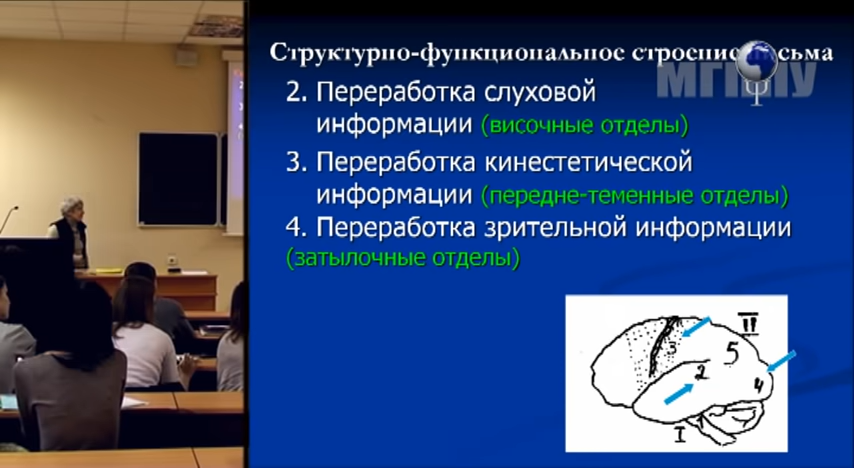 Структурно-функциональное строение письма
МГППУ
2. Переработка слуховой
информации (височные отделы)
3. Переработка кинестетической
информации (передне-теменные отделы)
4. Переработка зрительной информации
(затылочные отделы)
II
3
5
2
4
I